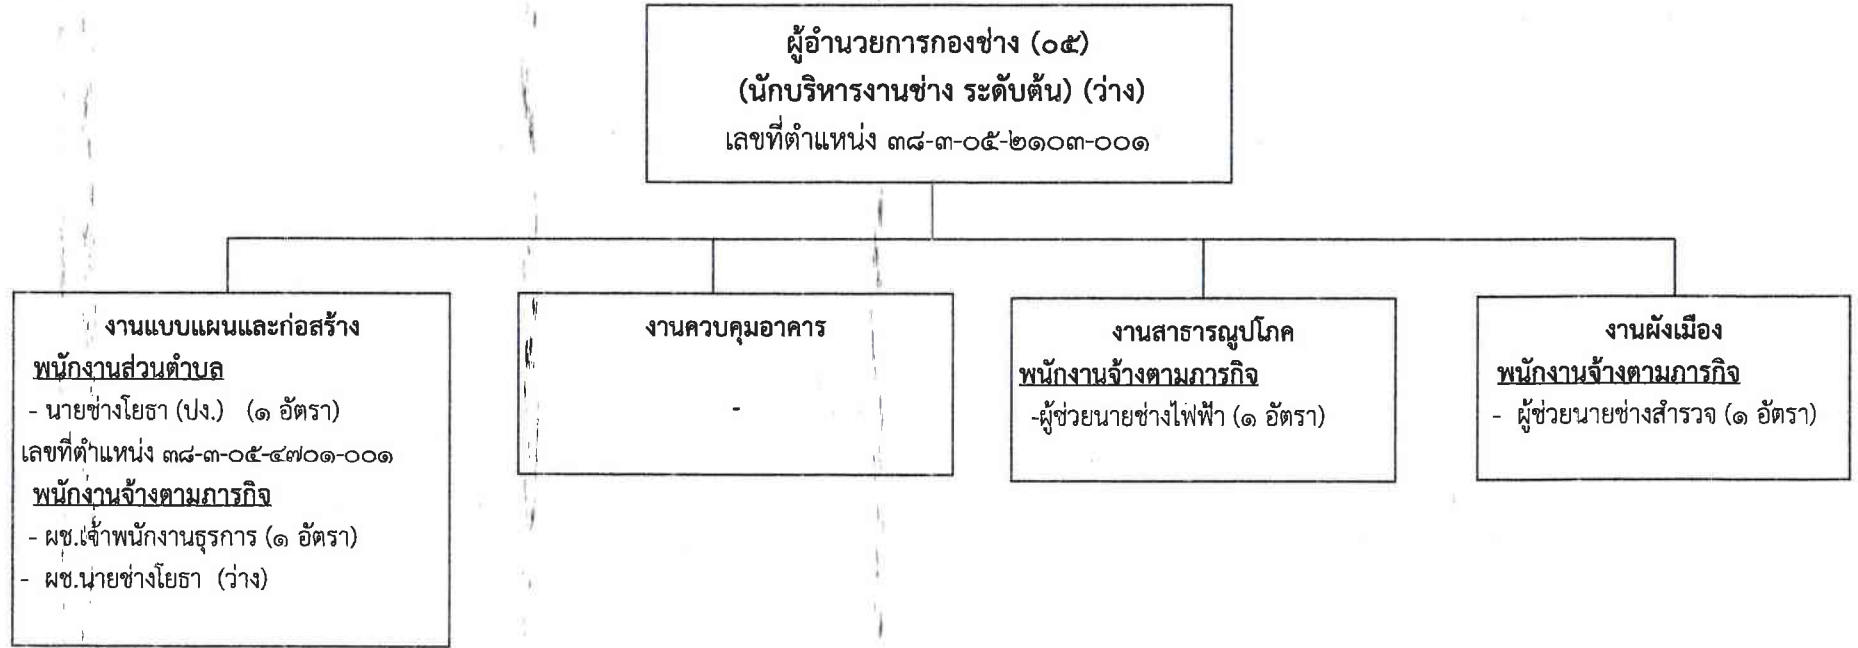 ผู้อำนวยการกองช่าง (๐๕)
(นักบริหารงานช่าง ระดับต้น) (ว่าง)
เลขที่ตำแหน่ง ๓๘-๓-๐๕-๒๑๐๓-๐๐๑
งานแบบแผนและก่อสร้าง
พนักงานส่วนตำบล
- นายช่างโยธา (ปง.) (๑ อัตรา)
เลขที่ตำแหน่ง ๓๘-๓-๐๕-๔๗๐๑-๐๐๑
พนักงานจ้างตามภารกิจ
- ผช.เจ้าพนักงานธุรการ (๑ อัตรา)
- ผช.นายช่างโยธา (ว่าง)
งานควบคุมอาคาร
-
งานสาธารณูปโภค
พนักงานจ้างตามภารกิจ
-ผู้ช่วยนายช่างไฟฟ้า (๑ อัตรา)
งานผังเมือง
พนักงานจ้างตามภารกิจ
- ผู้ช่วยนายช่างสำรวจ (๑ อัตรา)